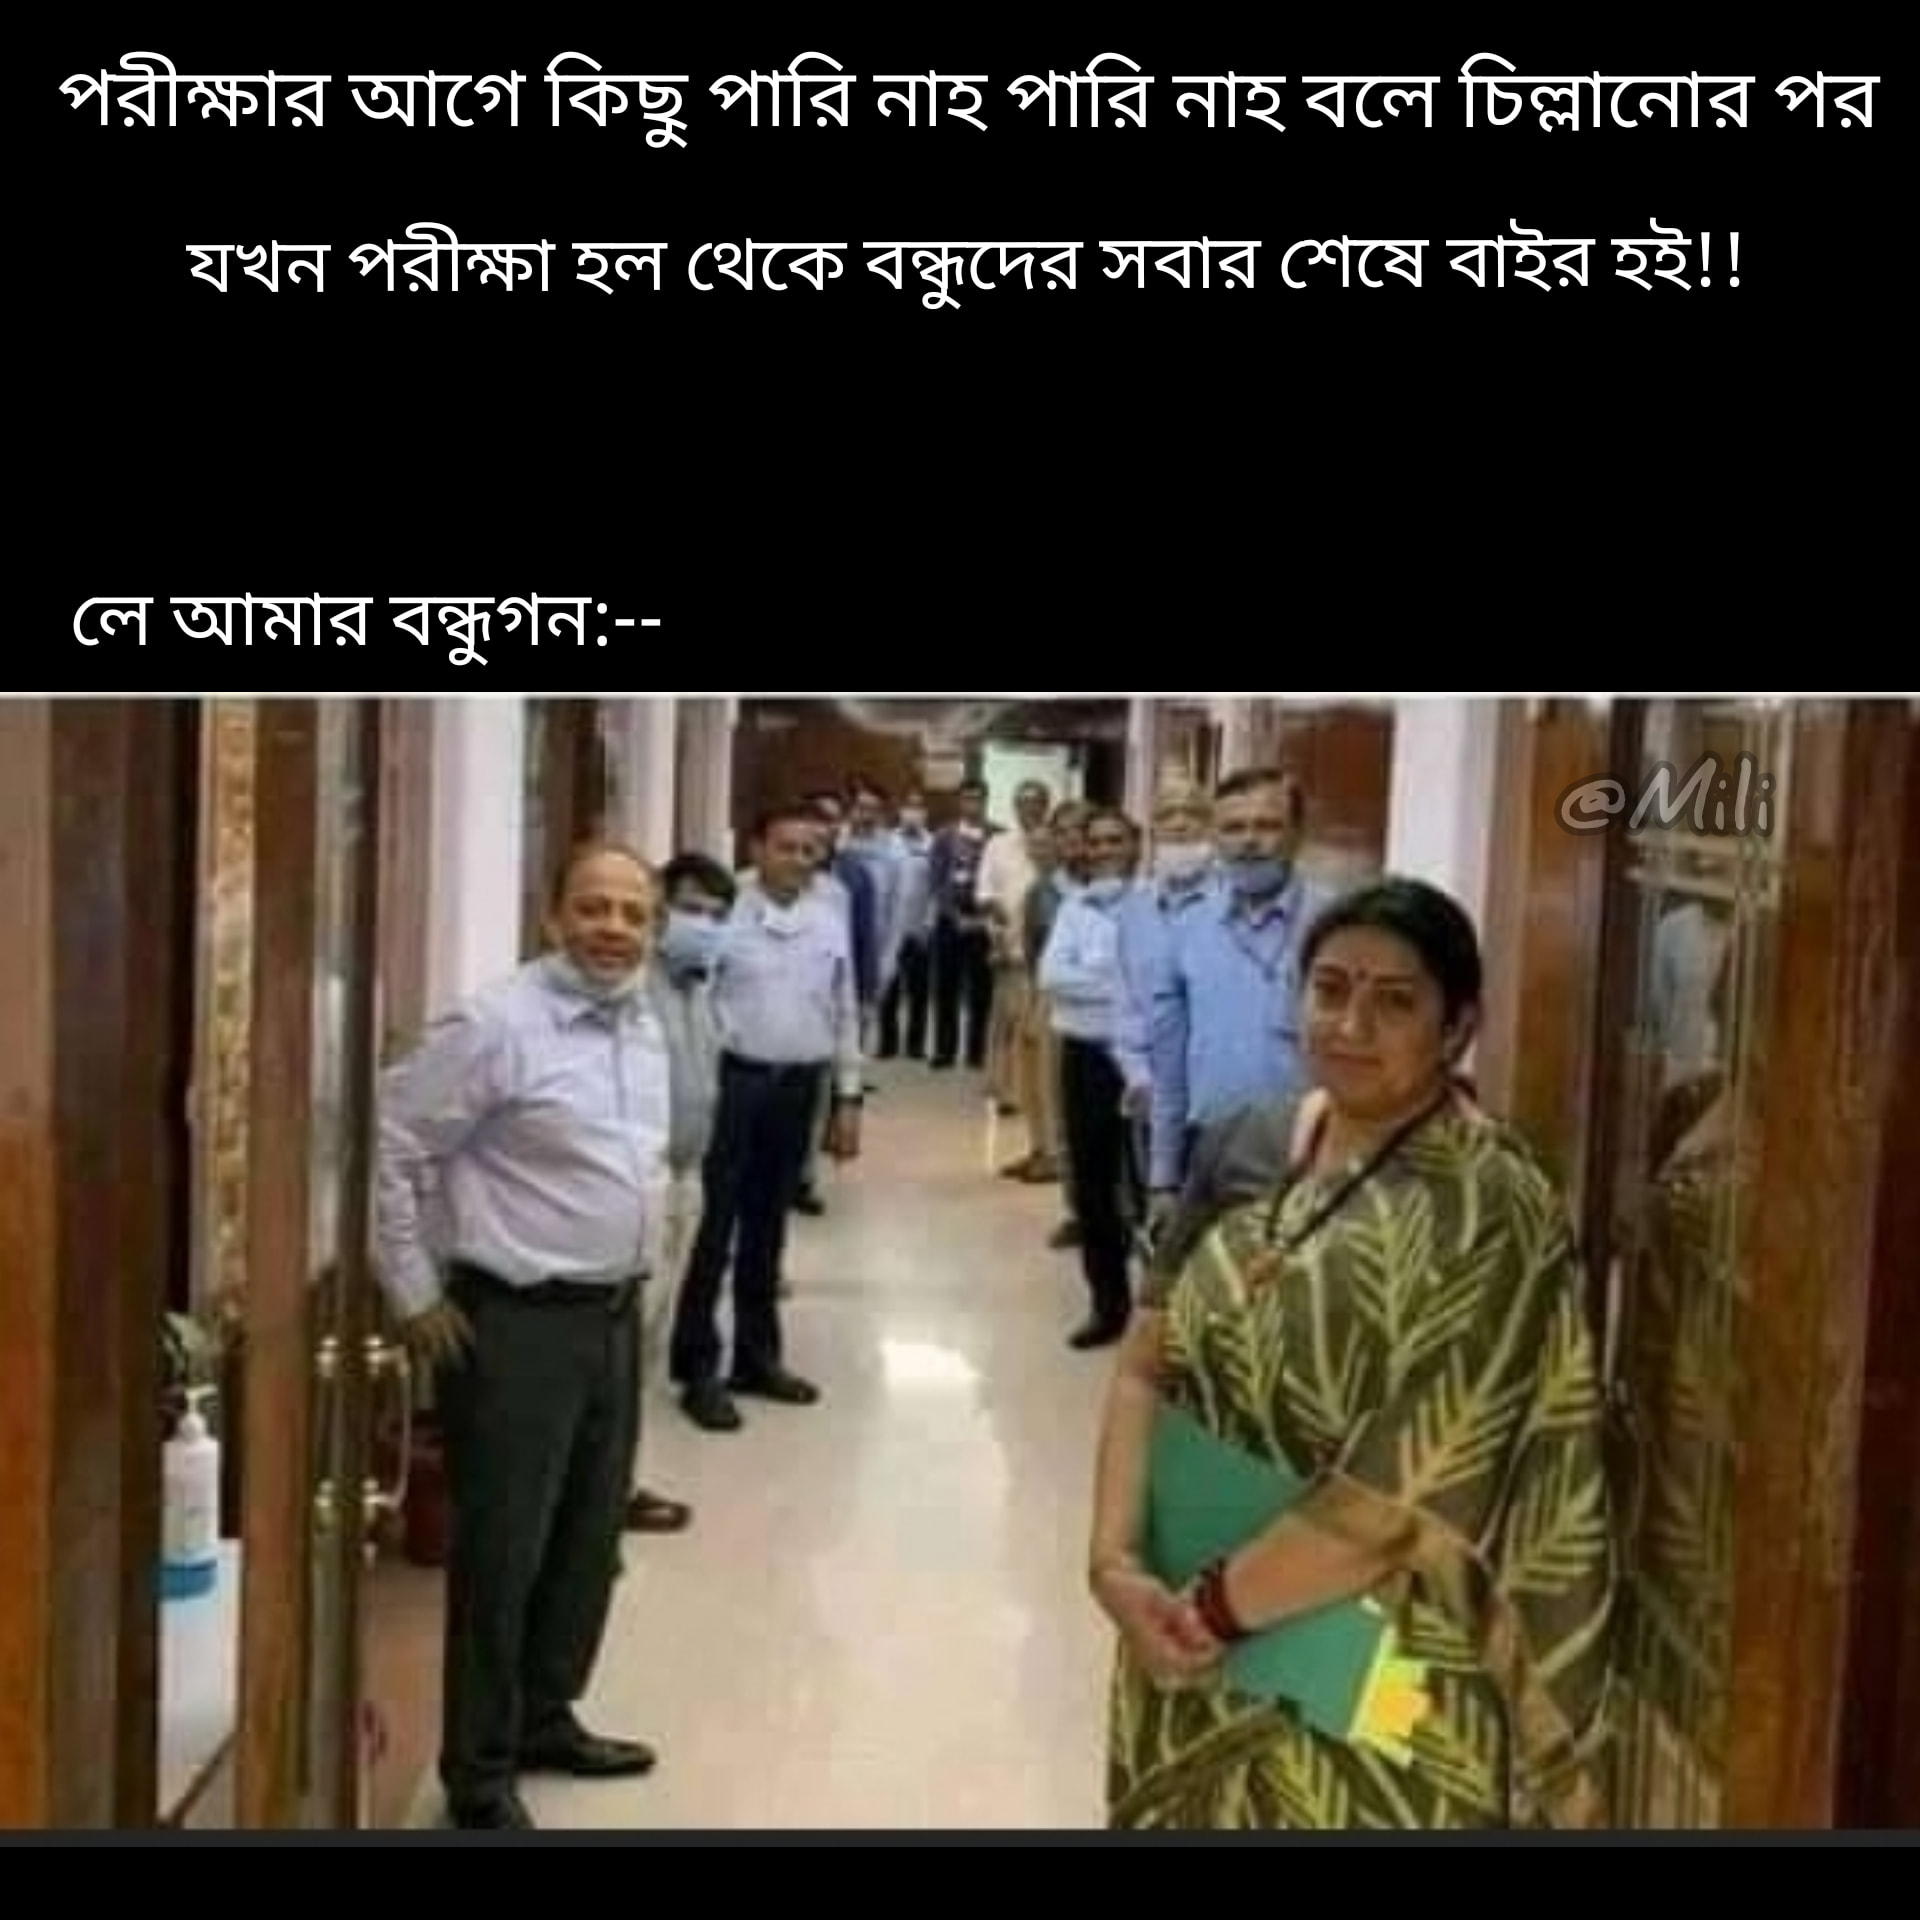 পরীক্ষার আগে কিছু পারি নাহ পারি নাহ বলে চিল্লানোর পর
যখন পরীক্ষা হল থেকে বন্ধুদের সবার শেষে বাইর হই!!
লে আমার বন্ধুগন:--
@Mili